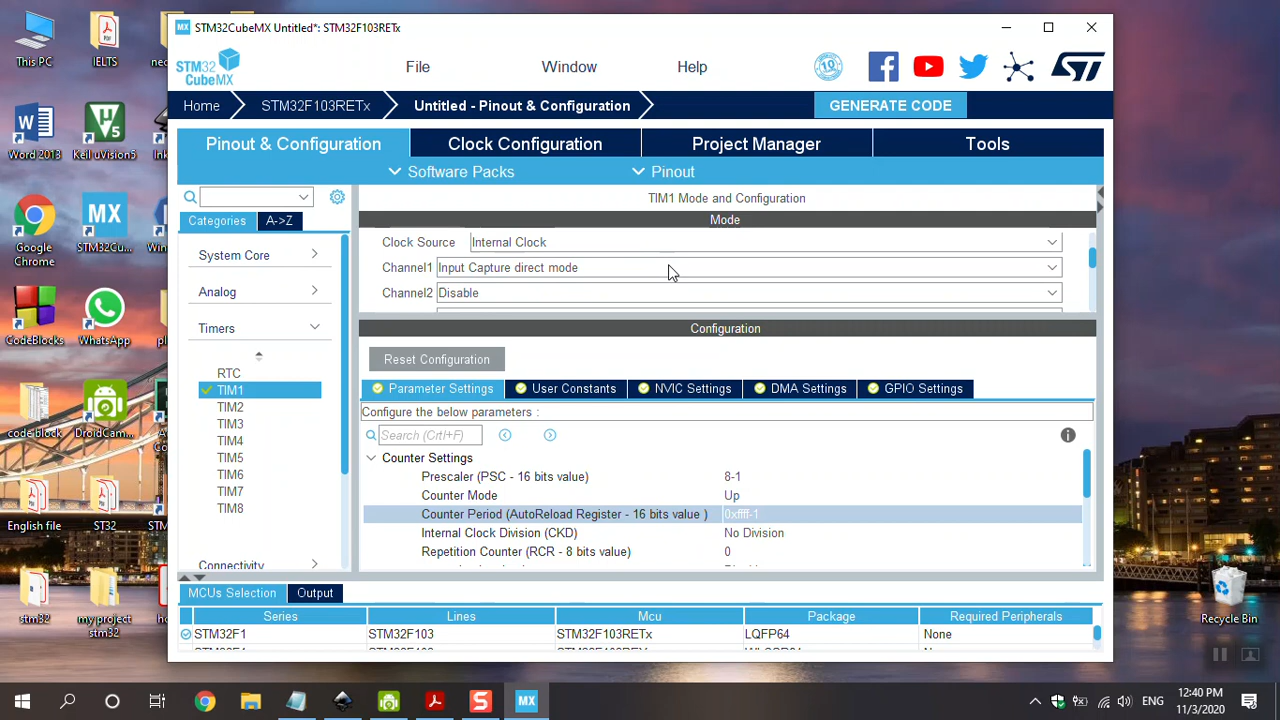 STM32CubeMX Untitled*: STM32F103RETx
STM32
CubeMX
File
Window
Help
Home
STM32F103RETx
Untitled - Pinout & Configuration
GENERATE CODE
Pinout & Configuration
Clock Configuration
Project Manager
Tools
Software Packs
Pinout
Categories
A->Z
System Core
Analog
Timers
RTC
TIM1
TIM2
TIM3
TIM4
TIM5
TIM6
TIM7
TIM8
Connectivity
TIM1 Mode and Configuration
Mode
Clock Source Internal Clock
Channel1 Input Capture direct mode
Channel2 Disable
Configuration
Reset Configuration
Parameter Settings
User Constants
NVIC Settings
DMA Settings
GPIO Settings
Configure the below parameters :
Search (CrtI+F)
Counter Settings
Prescaler (PSC - 16 bits value) 8-1
Counter Mode Up
Counter Period (AutoReload Register - 16 bits value ) 0xffff-1
Internal Clock Division (CKD) No Division
Repetition Counter (RCR - 8 bits value) 0
MCUs Selection
Output
Series Lines Mcu Package Required Peripherals
STM32F1 STM32F103 STM32F103RETx LQFP64 None
This PC
IELTS
Word 2013
Keil uVision5
Google
Chrome
STM32Cu...
CodeBlocks
WhatsApp
code block
DroidCam...
English file
ST32
stm32
myproject
stm32
Recycle Bin
ENG
12:40 PM
11/3/2020